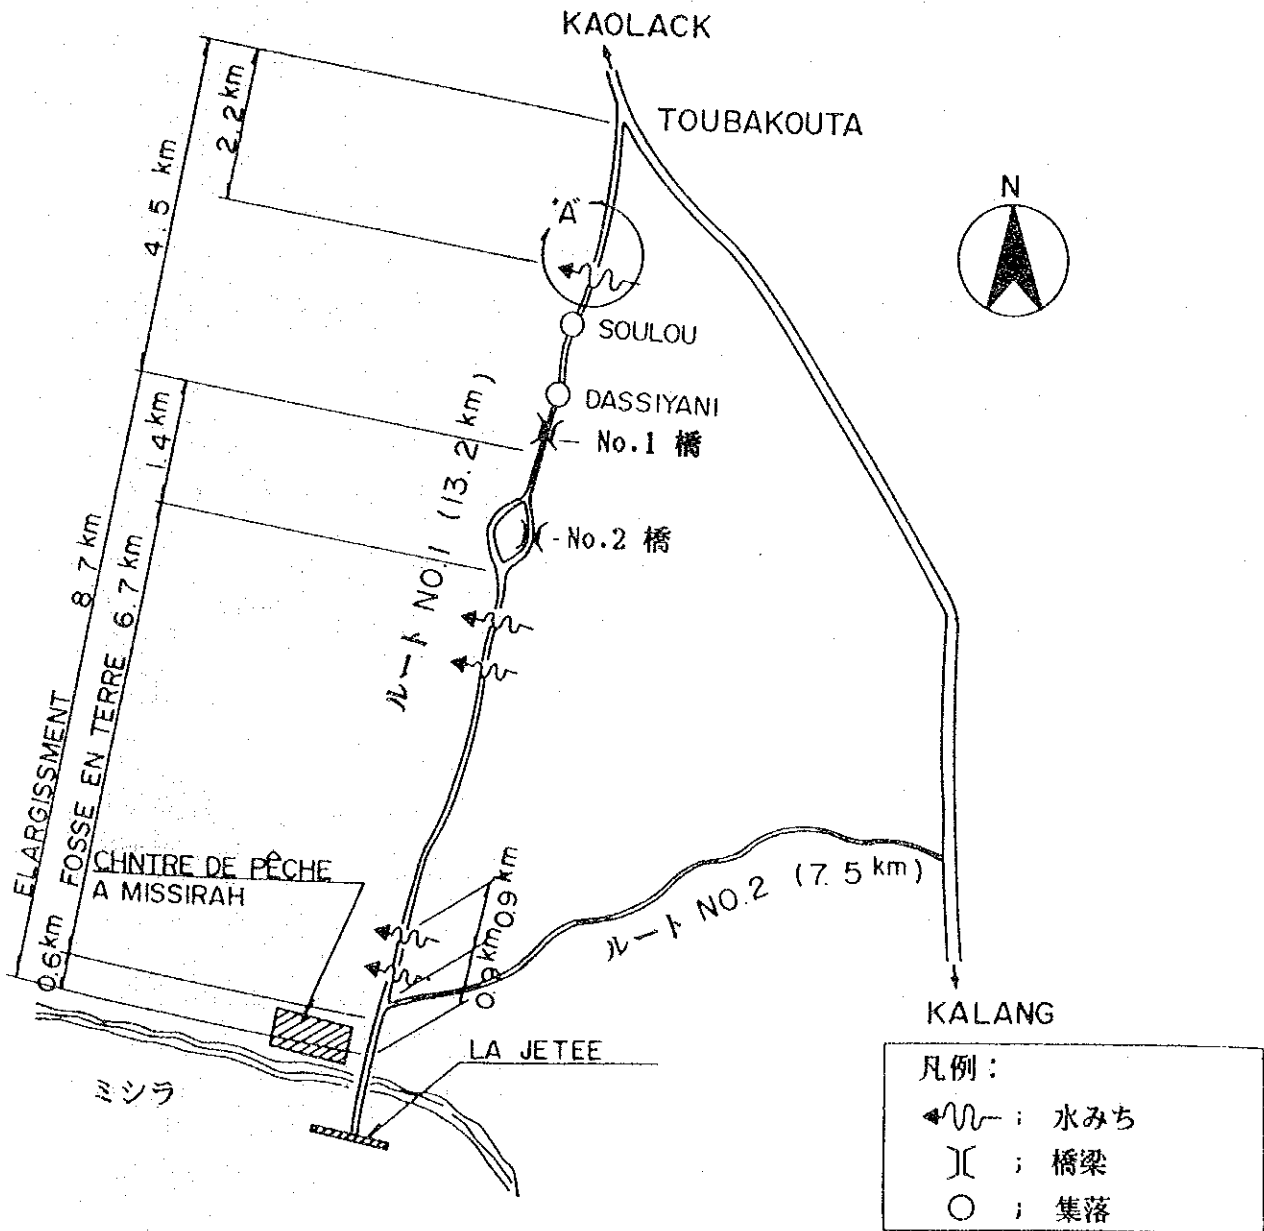 KAOLACK
TOUBAKOUTA
2.2 km
4.5 km
N
"A"
SOULOU
DASSIYANI
No.1 橋
1.4 km
ルート NO.1 (13.2 km)
No.2 橋
8.7 km
6.7 km
ELARGISSMENT
FOSSE EN TERRE
CHNTRE DE PÊCHE
A MISSIRAH
0.9 km
0.9 km
ルート NO.2 (7.5 km)
0.6 km
KALANG
LA JETEE
ミシラ
凡例：
； 水みち
； 橋梁
； 集落